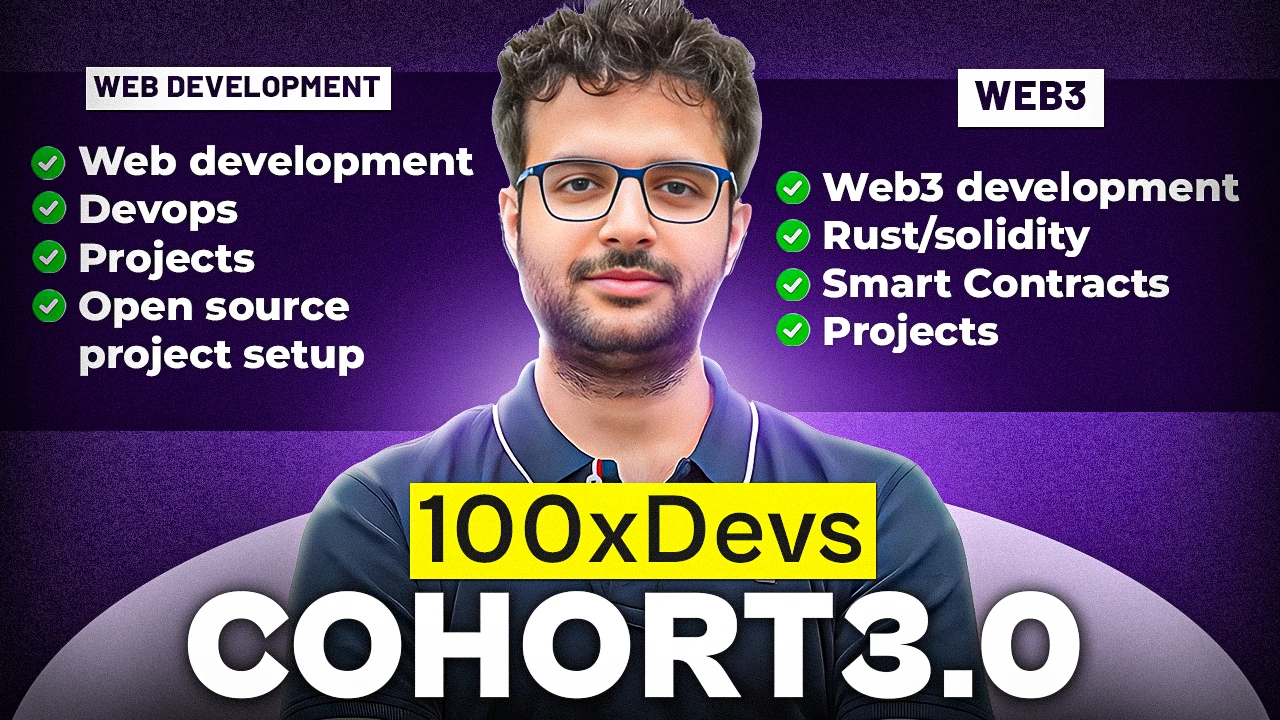 WEB DEVELOPMENT
Web development
Devops
Projects
Open source
project setup
WEB3
Web3 development
Rust/solidity
Smart Contracts
Projects
100xDevs
COHORT3.0